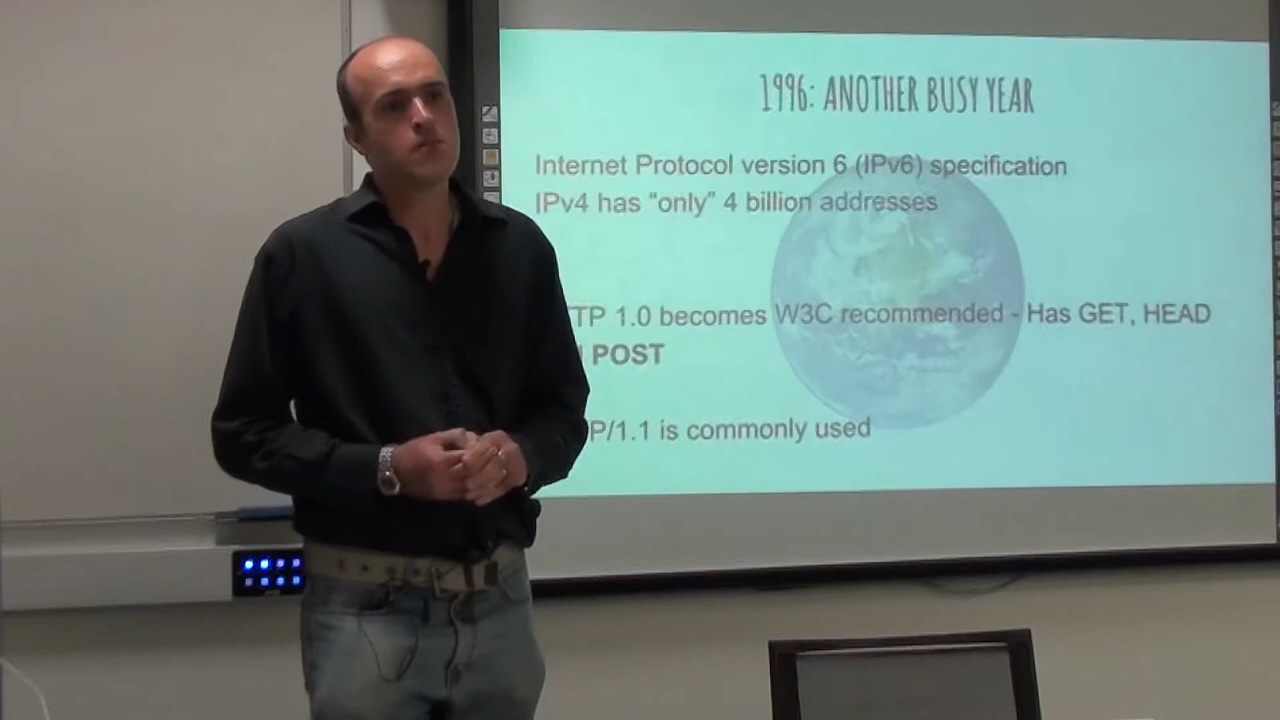 1996: ANOTHER BUSY YEAR
Internet Protocol version 6 (IPv6) specification
IPv4 has “only” 4 billion addresses
TP 1.0 becomes W3C recommended - Has GET, HEAD
POST
P/1.1 is commonly used